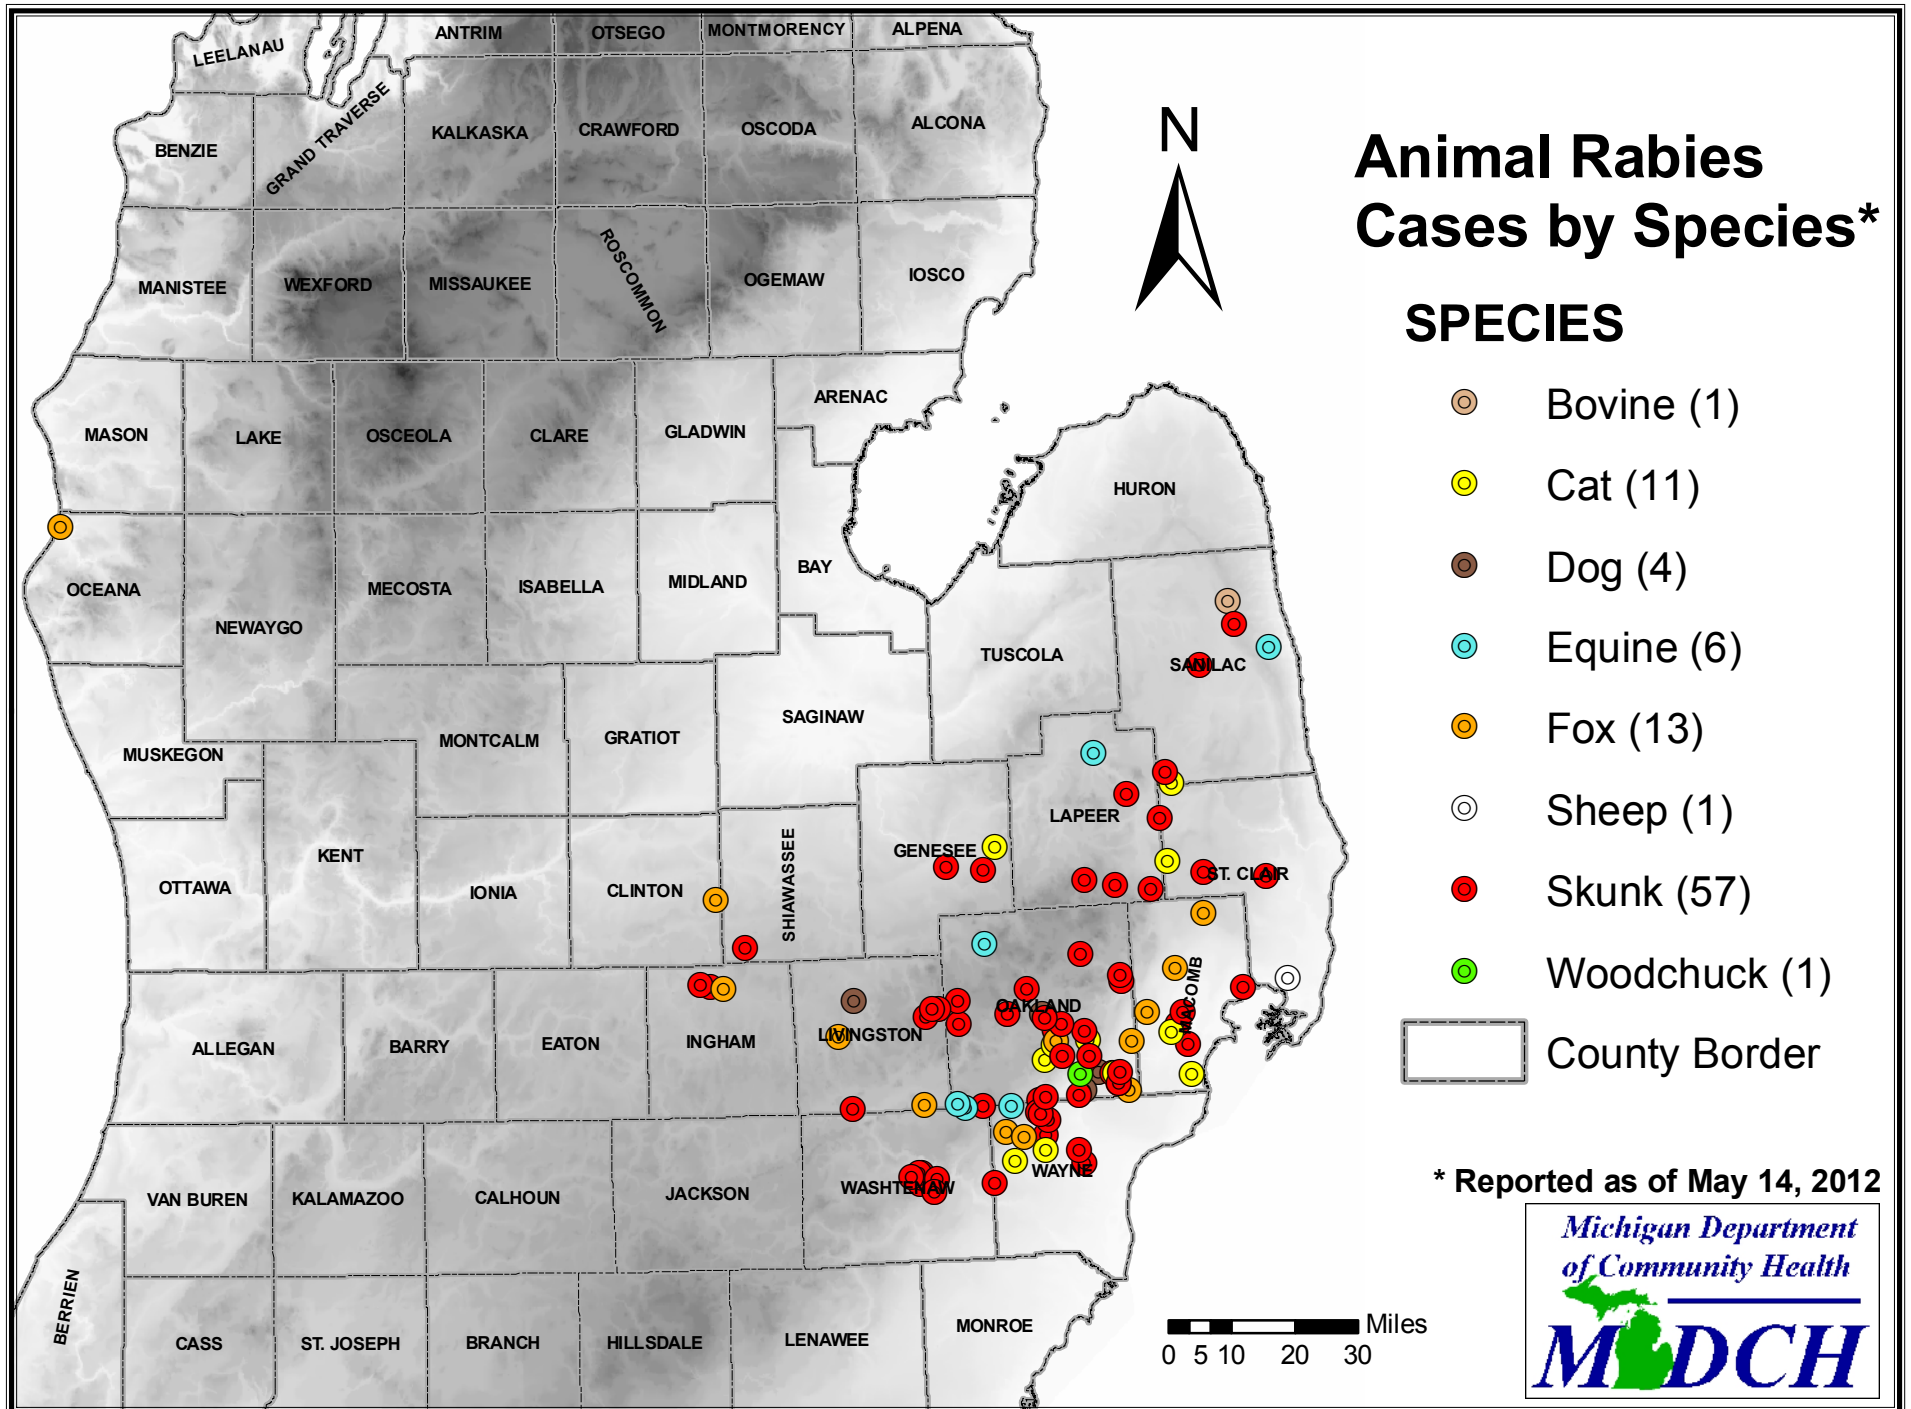 LEELANAU
ANTRIM
OTSEGO
MONTMORENCY
ALPENA
BENZIE
GRAND TRAVERSE
KALKASKA
CRAWFORD
OSCODA
ALCONA
MANISTEE
WEXFORD
MISSAUKEE
ROSCOMMON
OGEMAW
IOSCO
MASON
LAKE
OSCEOLA
CLARE
GLADWIN
ARENAC
HURON
OCEANA
NEWAYGO
MECOSTA
ISABELLA
MIDLAND
BAY
TUSCOLA
SANILAC
MUSKEGON
MONTCALM
GRATIOT
SAGINAW
LAPEER
GENESEE
ST. CLAIR
OTTAWA
KENT
IONIA
CLINTON
SHIAWASSEE
ALLEGAN
BARRY
EATON
INGHAM
LIVINGSTON
OAKLAND
MACOMB
VAN BUREN
KALAMAZOO
CALHOUN
JACKSON
WASHTENAW
WAYNE
BERRIEN
CASS
ST. JOSEPH
BRANCH
HILLSDALE
LENAWEE
MONROE
N
Animal Rabies
Cases by Species*
SPECIES
Bovine (1)
Cat (11)
Dog (4)
Equine (6)
Fox (13)
Sheep (1)
Skunk (57)
Woodchuck (1)
County Border
* Reported as of May 14, 2012
Miles
0 5 10 20 30
Michigan Department
of Community Health
MDCH